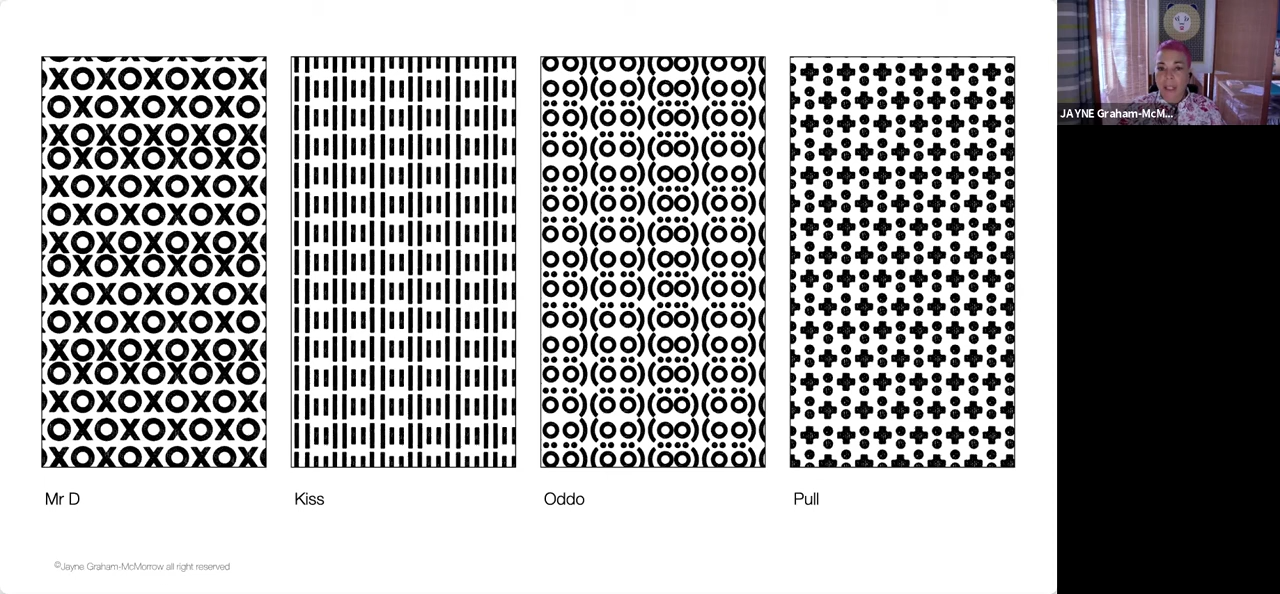 Mr D
Kiss
Oddo
Pull
©Jayne Graham-McMorrow all right reserved
JAYNE Graham-McM...